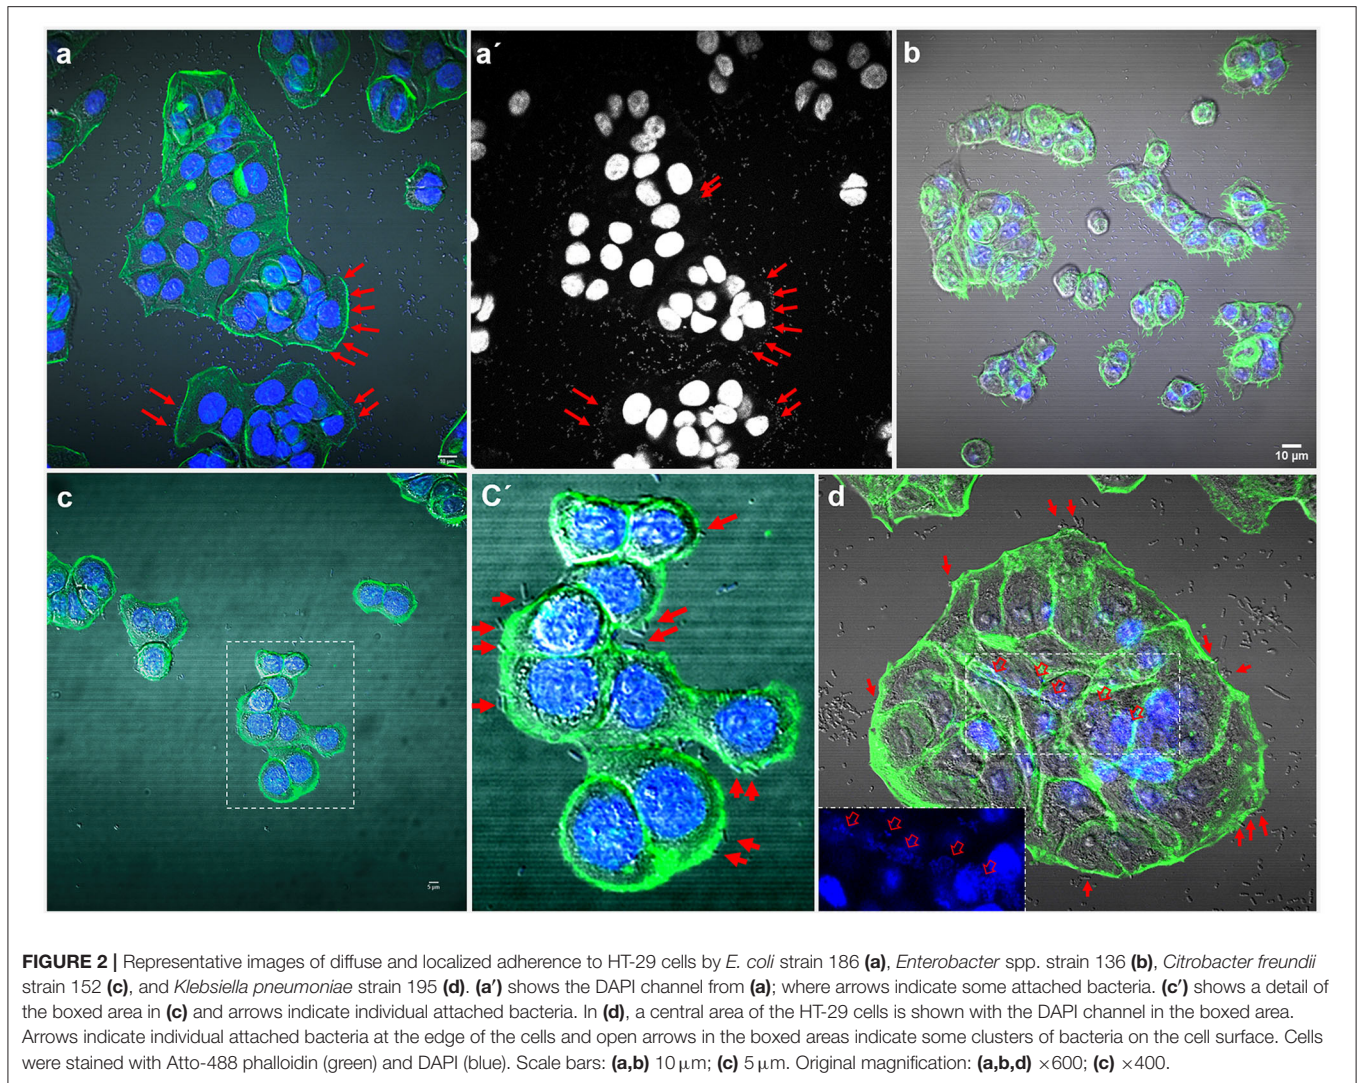 a
a´
b
10 µm
10 µm
c
C´
d
5 µm
FIGURE 2 | Representative images of diffuse and localized adherence to HT-29 cells by E. coli strain 186 (a), Enterobacter spp. strain 136 (b), Citrobacter freundii
strain 152 (c), and Klebsiella pneumoniae strain 195 (d). (a′) shows the DAPI channel from (a); where arrows indicate some attached bacteria. (c′) shows a detail of
the boxed area in (c) and arrows indicate individual attached bacteria. In (d), a central area of the HT-29 cells is shown with the DAPI channel in the boxed area.
Arrows indicate individual attached bacteria at the edge of the cells and open arrows in the boxed areas indicate some clusters of bacteria on the cell surface. Cells
were stained with Atto-488 phalloidin (green) and DAPI (blue). Scale bars: (a,b) 10 µm; (c) 5 µm. Original magnification: (a,b,d) ×600; (c) ×400.